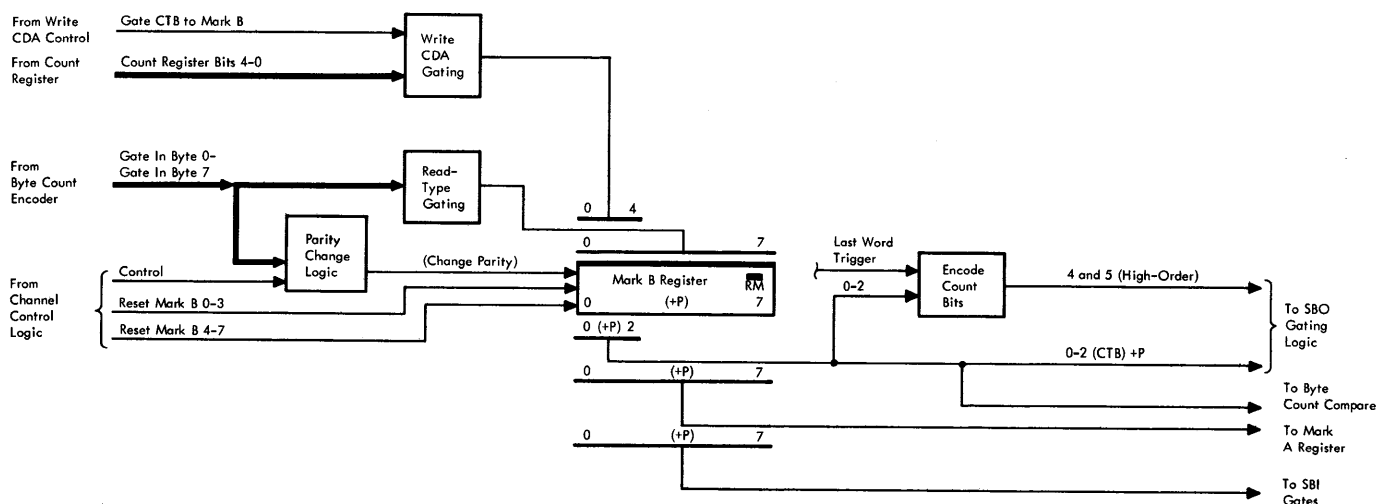 From Write
CDA Control
Gate CTB to Mark B
From Count
Register
Count Register Bits 4-0
Write
CDA
Gating
From
Byte Count
Encoder
Gate In Byte 0-
Gate In Byte 7
Read-
Type
Gating
Parity
Change
Logic
From
Channel
Control
Logic
Control
Reset Mark B 0-3
Reset Mark B 4-7
(Change Parity)
0 4
0 7
Mark B Register
RM
0 (+P) 7
0 (+P) 2
0 (+P) 7
0 (+P) 7
Last Word
Trigger
0-2
Encode
Count
Bits
4 and 5 (High-Order)
0-2 (CTB) +P
To SBO
Gating
Logic
To Byte
Count Compare
To Mark
A Register
To SBI
Gates